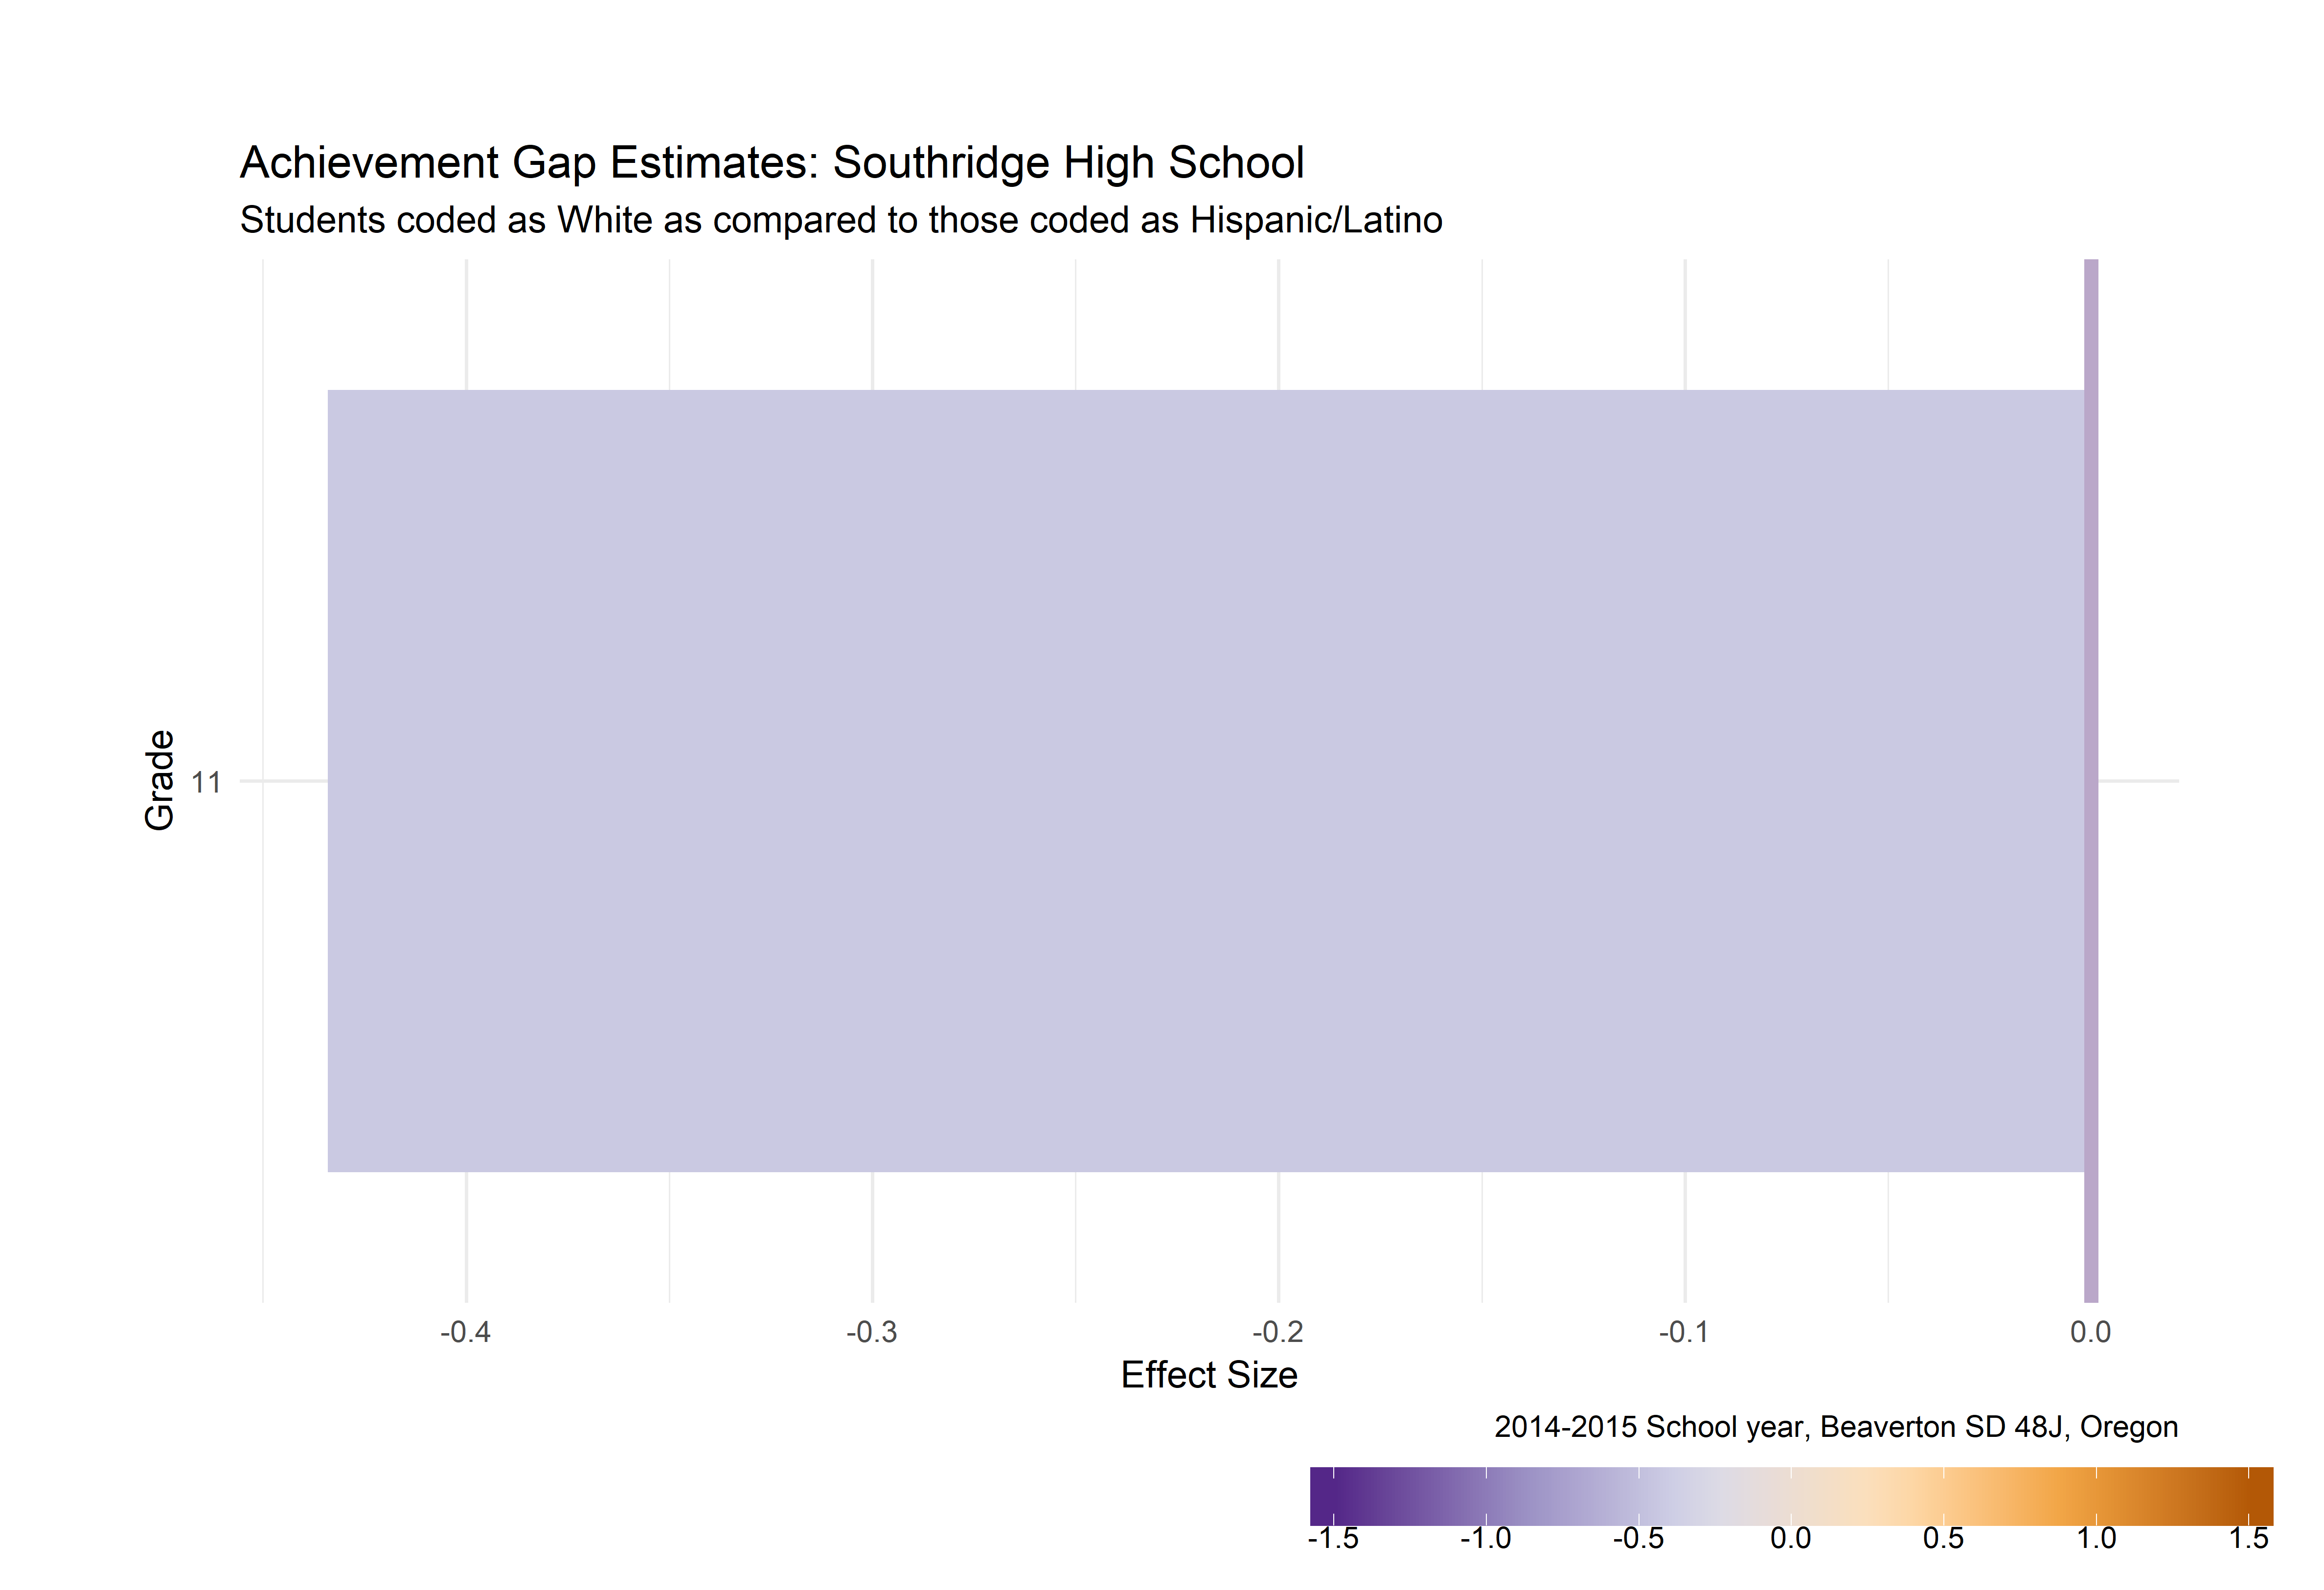 Achievement Gap Estimates: Southridge High School
Students coded as White as compared to those coded as Hispanic/Latino
Grade
11
-0.4
-0.3
-0.2
-0.1
0.0
Effect Size
2014-2015 School year, Beaverton SD 48J, Oregon
-1.5
-1.0
-0.5
0.0
0.5
1.0
1.5